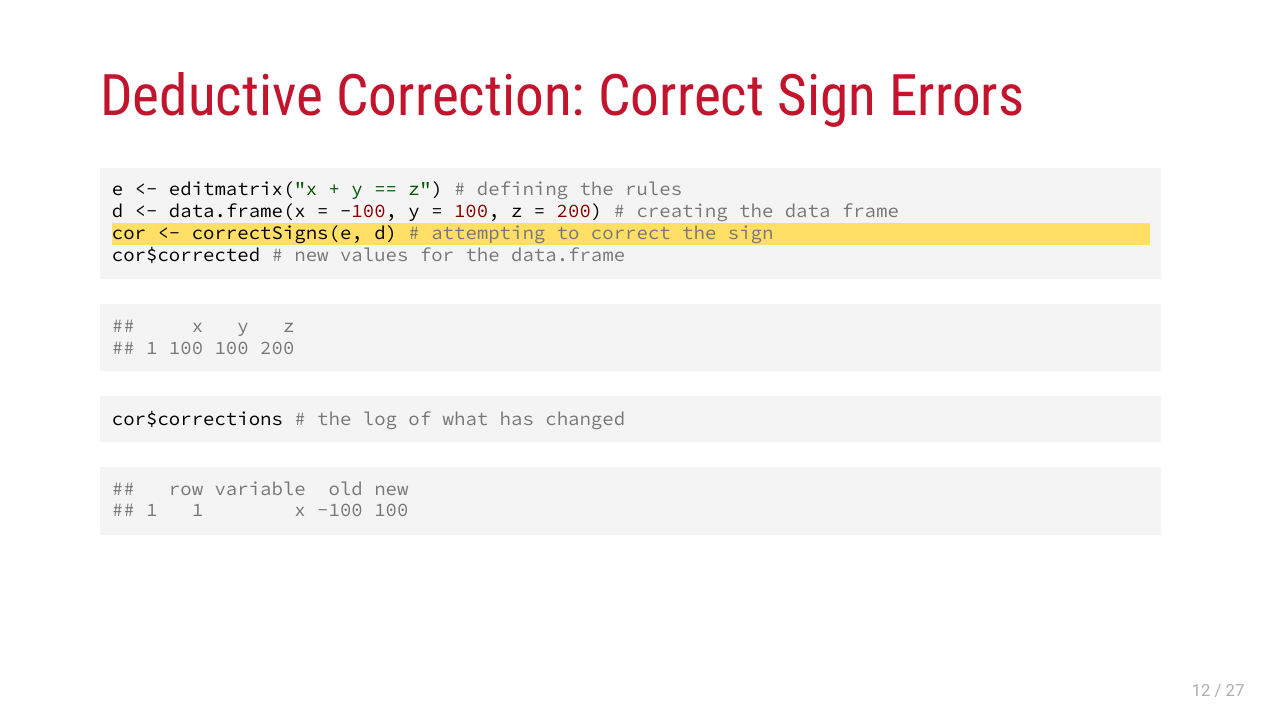 Deductive Correction: Correct Sign Errors
e <- editmatrix("x + y == z") # defining the rules
d <- data.frame(x = -100, y = 100, z = 200) # creating the data frame
cor <- correctSigns(e, d) # attempting to correct the sign
cor$corrected # new values for the data.frame
##     x   y   z
## 1 100 100 200
cor$corrections # the log of what has changed
##   row variable  old new
## 1   1        x -100 100
12 / 27